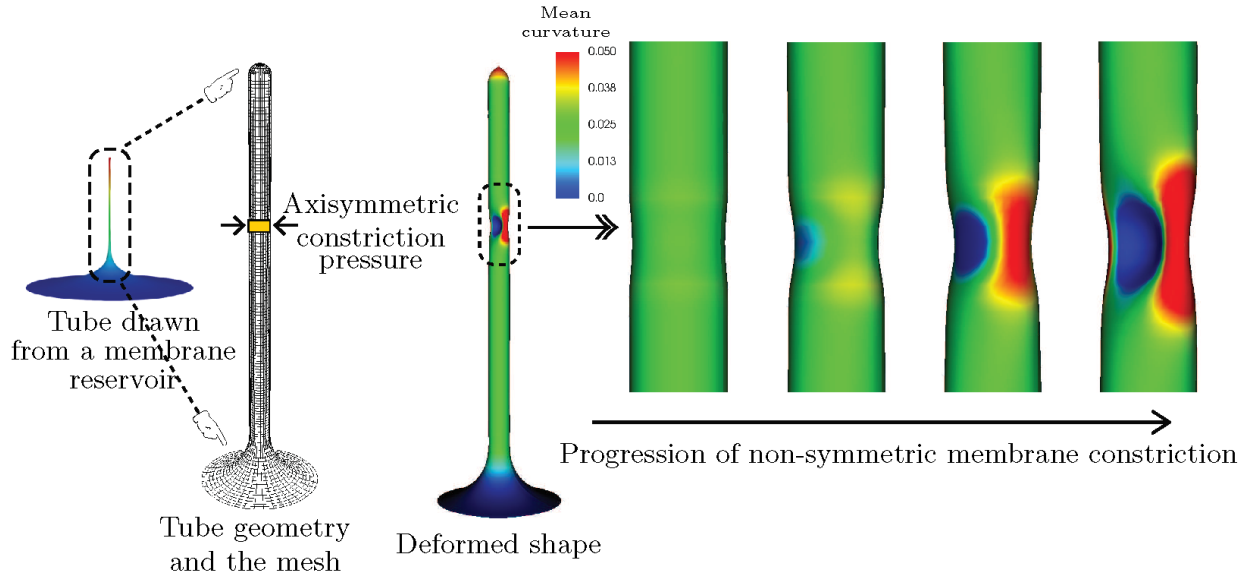 Mean
curvature
0.050
0.038
0.025
0.013
0.0
Axisymmetric
constriction
pressure
Tube drawn
from a membrane
reservoir
Tube geometry
and the mesh
Deformed shape
Progression of non-symmetric membrane constriction